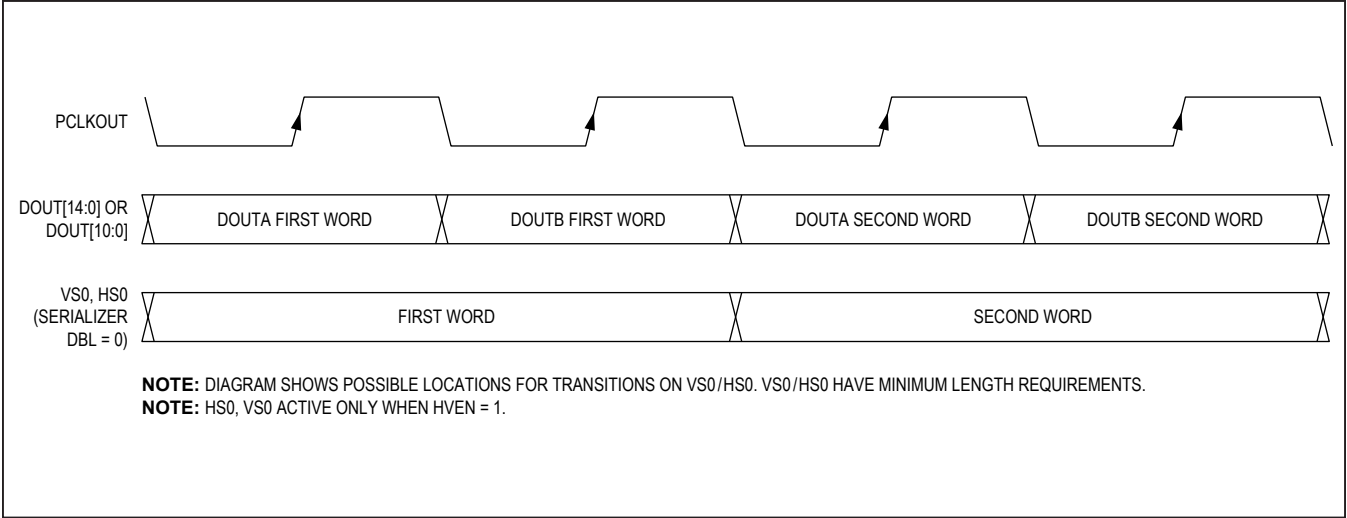 PCLKOUT
DOUT[14:0] OR
DOUT[10:0]
DOUTA FIRST WORD
DOUTB FIRST WORD
DOUTA SECOND WORD
DOUTB SECOND WORD
VS0, HS0
(SERIALIZER
DBL = 0)
FIRST WORD
SECOND WORD
NOTE: DIAGRAM SHOWS POSSIBLE LOCATIONS FOR TRANSITIONS ON VS0/HS0. VS0/HS0 HAVE MINIMUM LENGTH REQUIREMENTS.
NOTE: HS0, VS0 ACTIVE ONLY WHEN HVEN = 1.